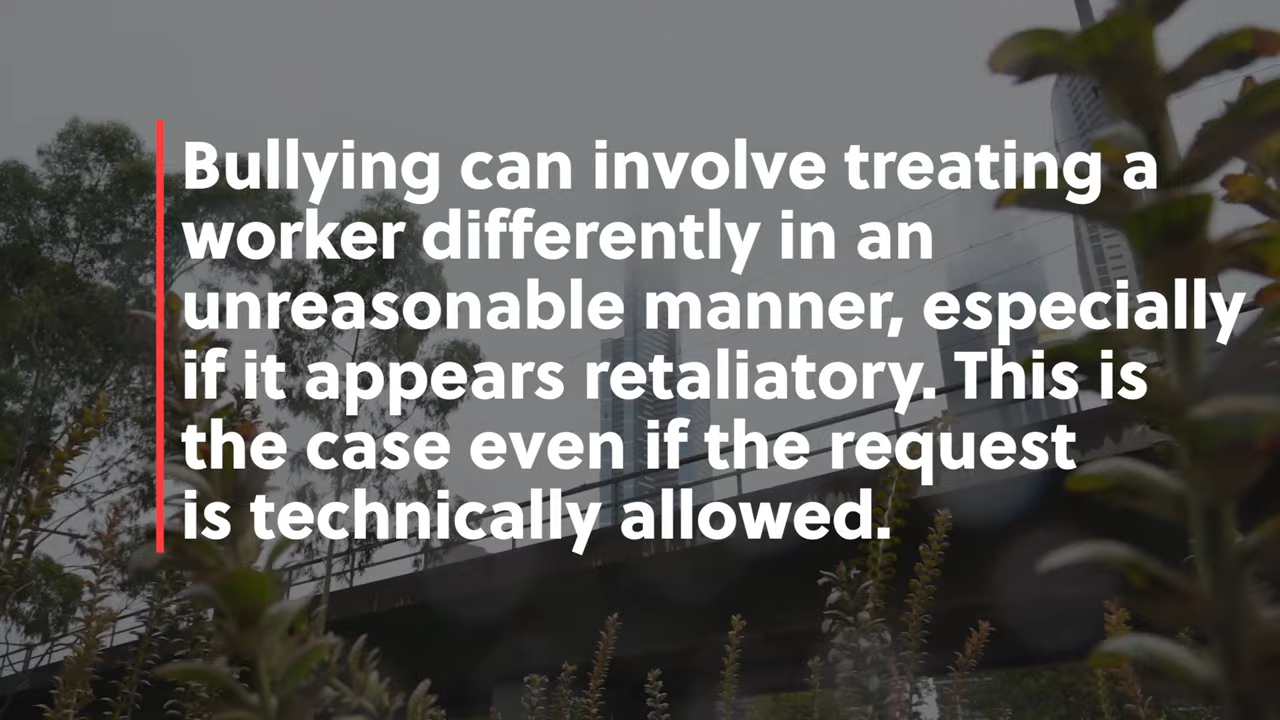 Bullying can involve treating a
worker differently in an
unreasonable manner, especially
if it appears retaliatory. This is
the case even if the request
is technically allowed.